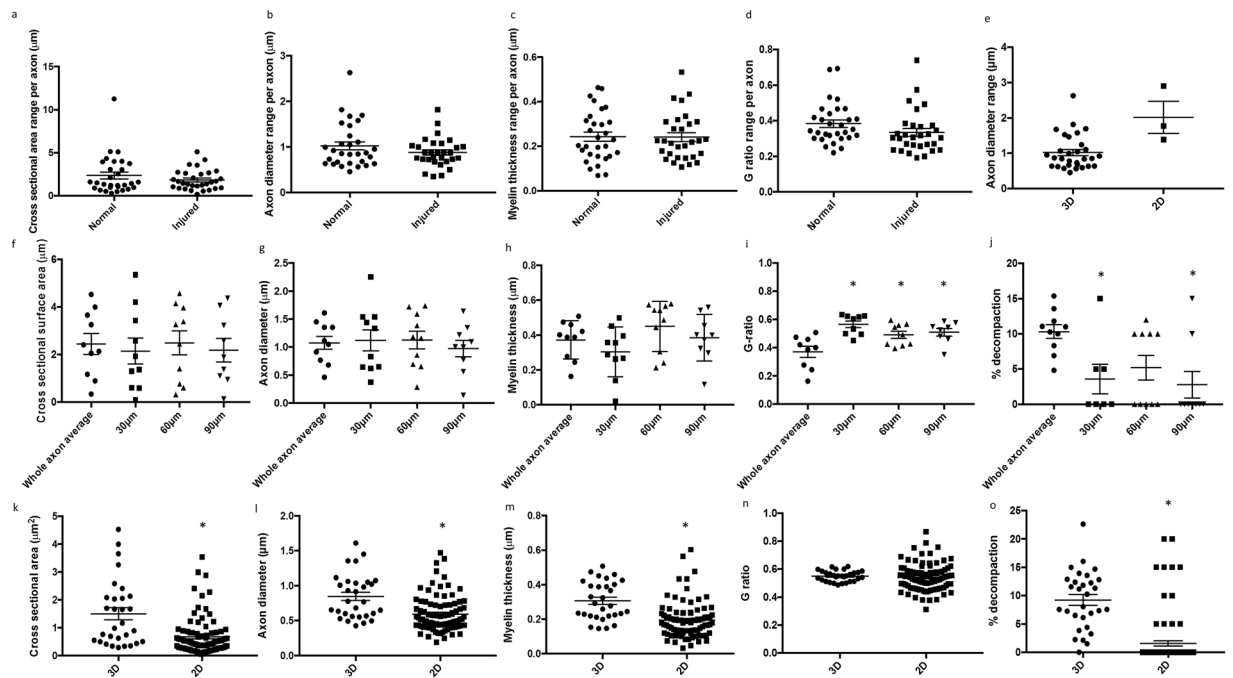 a
Cross sectional area range per axon (μm)
15
10
5
0
Normal
Injured
b
Axon diameter range per axon (μm)
3
2
1
0
Normal
Injured
c
Myelin thickness range per axon (μm)
0.6
0.4
0.2
0.0
Normal
Injured
d
G ratio range per axon
0.8
0.6
0.4
0.2
0.0
Normal
Injured
e
Axon diameter range (μm)
4
3
2
1
0
3D
2D
f
Cross sectional surface area (μm)
6
4
2
0
Whole axon average
30μm
60μm
90μm
g
Axon diameter (μm)
2.5
2.0
1.5
1.0
0.5
0.0
Whole axon average
30μm
60μm
90μm
h
Myelin thickness (μm)
0.8
0.6
0.4
0.2
0.0
Whole axon average
30μm
60μm
90μm
i
G-ratio
1.0
0.8
0.6
0.4
0.2
0.0
* * *
Whole axon average
30μm
60μm
90μm
j
% decompaction
20
15
10
5
0
* *
Whole axon average
30μm
60μm
90μm
k
Cross sectional area (μm²)
5
4
3
2
1
0
*
3D
2D
l
Axon diameter (μm)
2.0
1.5
1.0
0.5
0.0
*
3D
2D
m
Myelin thickness (μm)
0.8
0.6
0.4
0.2
0.0
*
3D
2D
n
G ratio
1.0
0.8
0.6
0.4
0.2
0.0
3D
2D
o
% decompaction
25
20
15
10
5
0
*
3D
2D